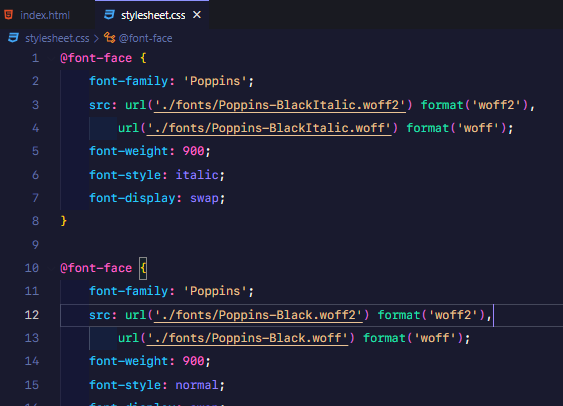 index.html stylesheet.css
stylesheet.css > @font-face
1 @font-face {
2 font-family: 'Poppins';
3 src: url('./fonts/Poppins-BlackItalic.woff2') format('woff2'),
4 url('./fonts/Poppins-BlackItalic.woff') format('woff');
5 font-weight: 900;
6 font-style: italic;
7 font-display: swap;
8 }
9
10 @font-face {
11 font-family: 'Poppins';
12 src: url('./fonts/Poppins-Black.woff2') format('woff2'),
13 url('./fonts/Poppins-Black.woff') format('woff');
14 font-weight: 900;
15 font-style: normal;